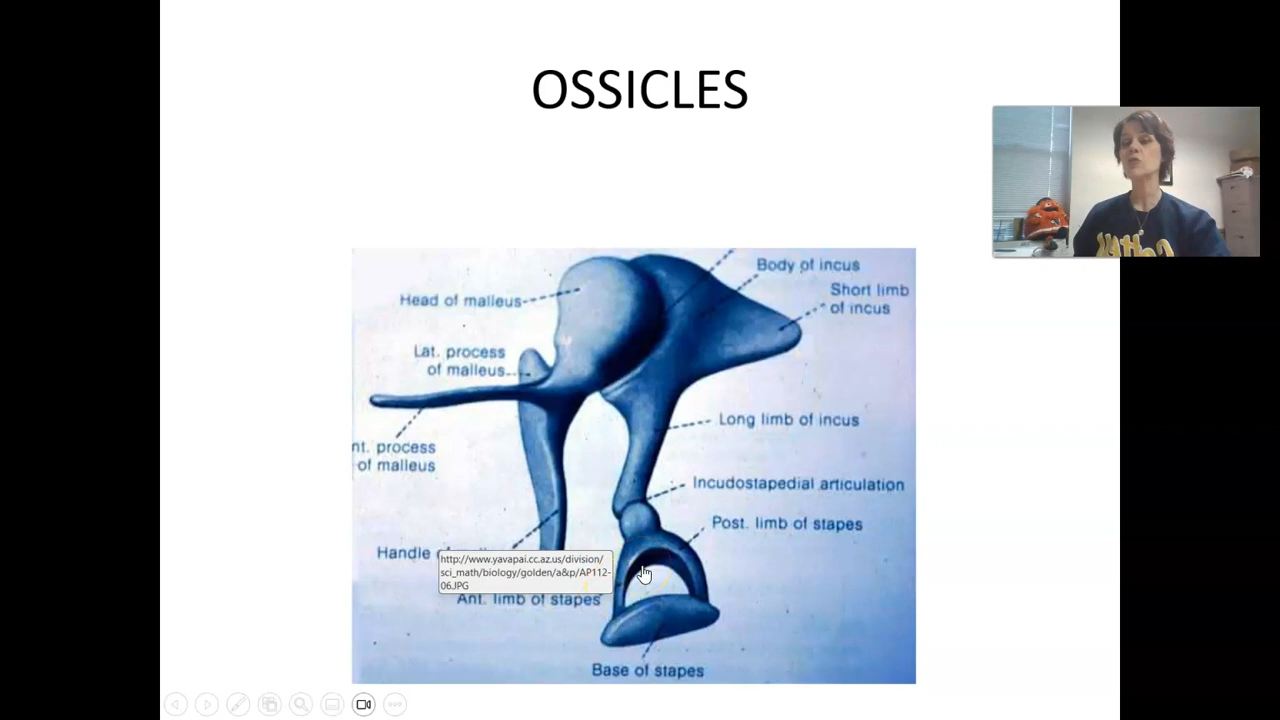 OSSICLES
Body of incus
Head of malleus
Short limb
of incus
Lat. process
of malleus
Long limb of incus
nt. process
of malleus
Incudostapedial articulation
Post. limb of stapes
Handle
http://www.yavapai.cc.az.us/division/
sci_math/biology/golden/a&p/AP112-
06.JPG
Ant. limb of stapes
Base of stapes